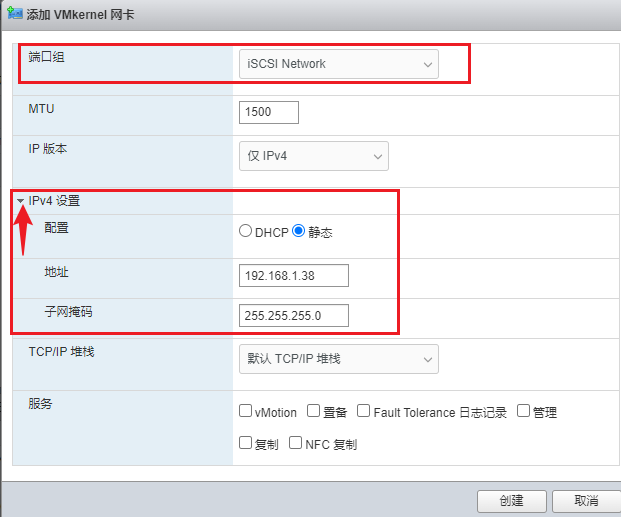 添加 VMkernel 网卡
端口组 iSCSI Network
MTU 1500
IP 版本 仅 IPv4
IPv4 设置
配置 DHCP 静态
地址 192.168.1.38
子网掩码 255.255.255.0
TCP/IP 堆栈 默认 TCP/IP 堆栈
服务 vMotion 置备 Fault Tolerance 日志记录 管理
复制 NFC 复制
创建 取消